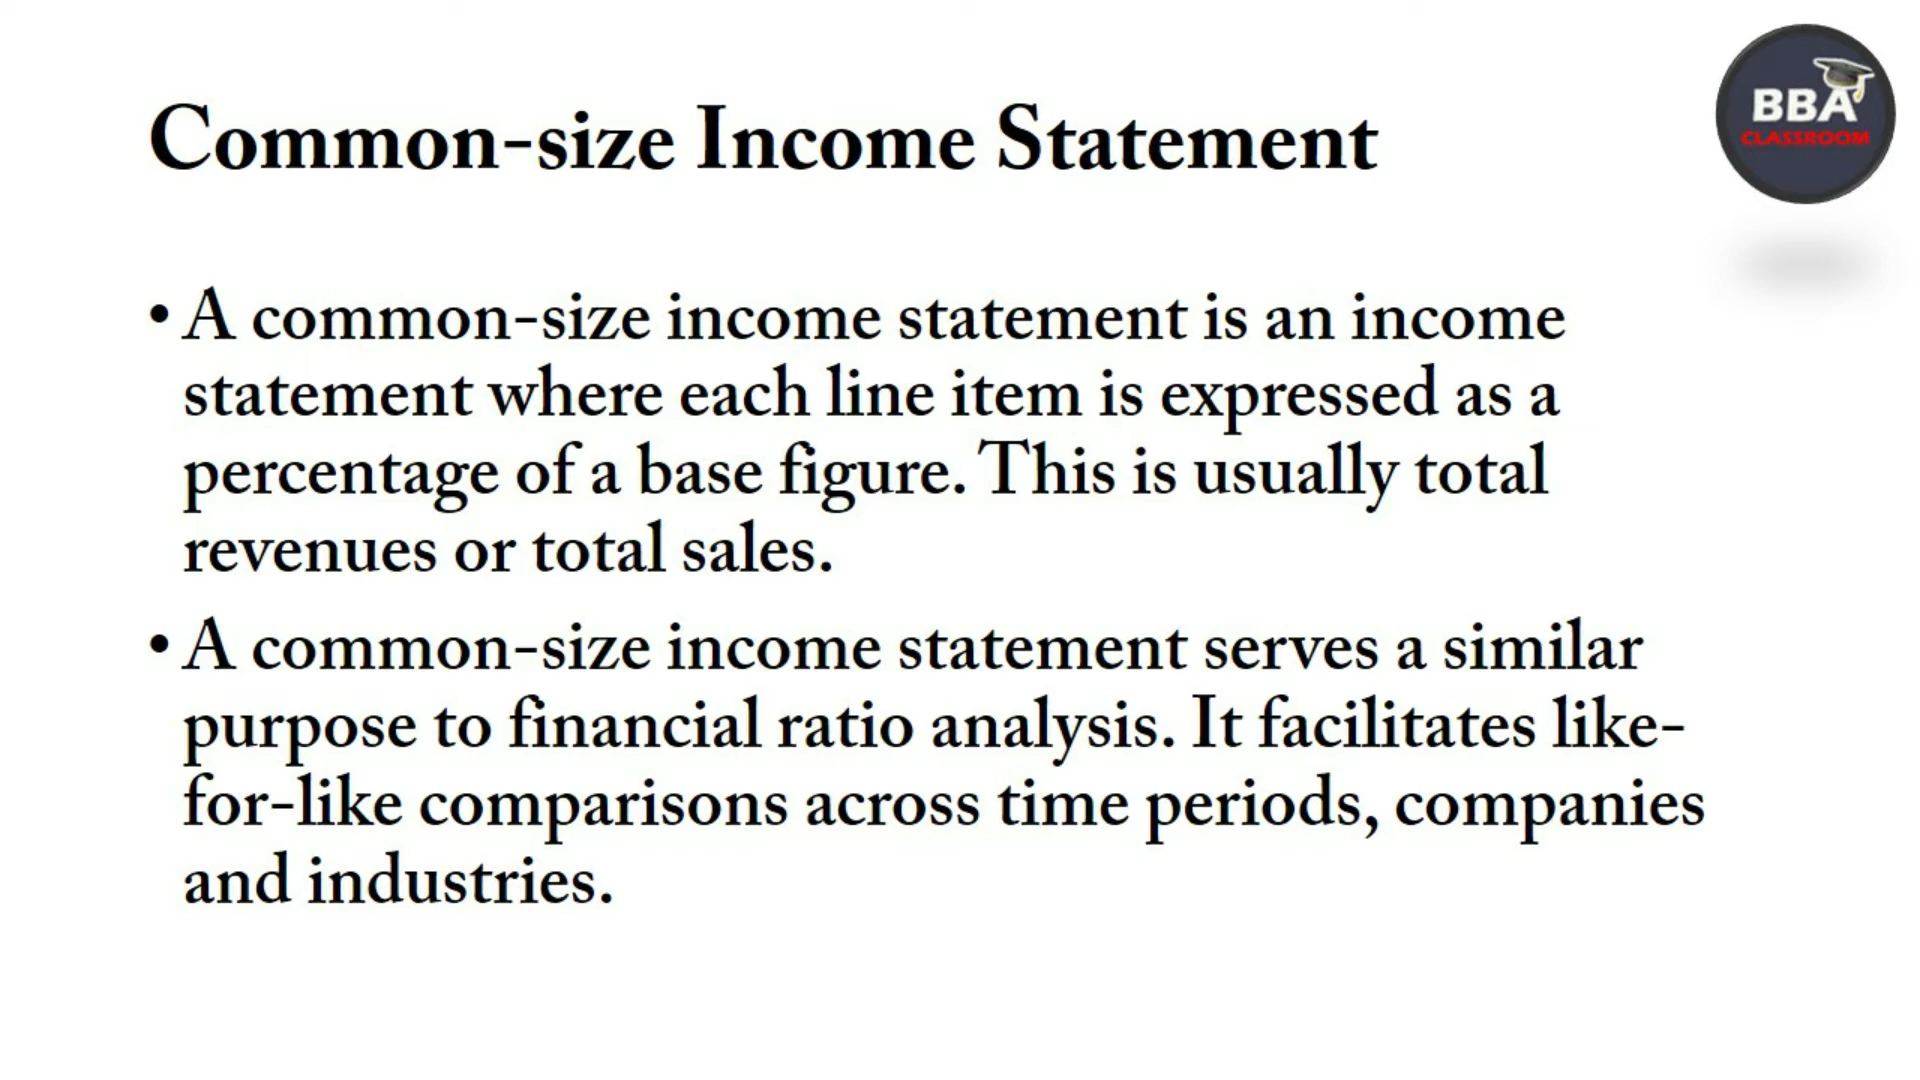 BBA
CLASSROOM
Common-size Income Statement
• A common-size income statement is an income
statement where each line item is expressed as a
percentage of a base figure. This is usually total
revenues or total sales.
• A common-size income statement serves a similar
purpose to financial ratio analysis. It facilitates like-
for-like comparisons across time periods, companies
and industries.